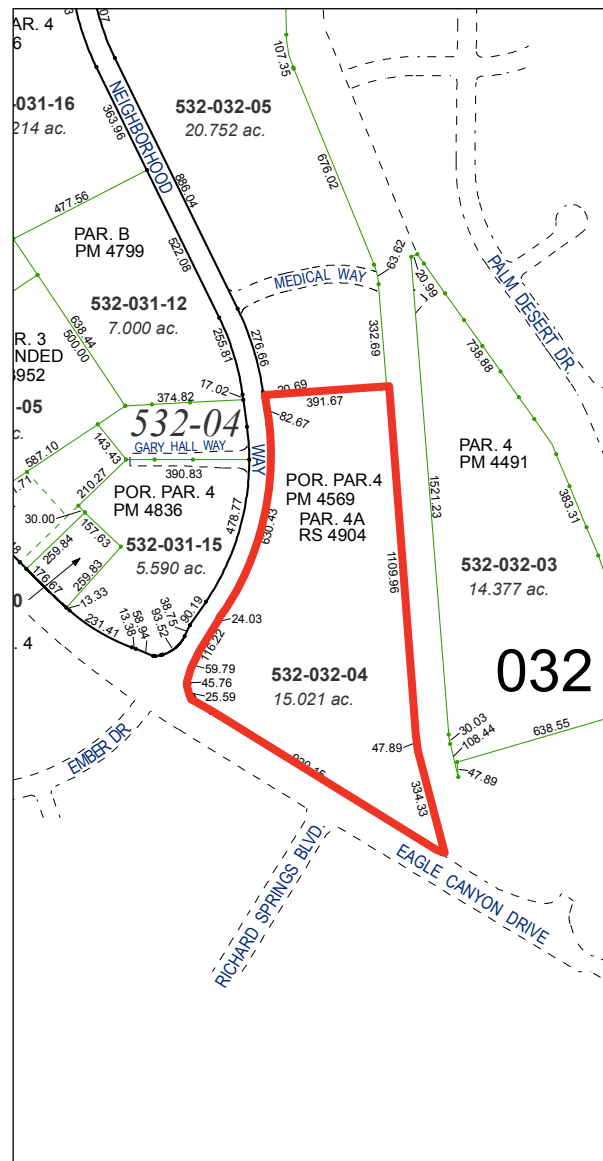 AR. 4
6
07
107.35
-031-16
214 ac.
363.96
NEIGHBORHOOD
532-032-05
20.752 ac.
886.04
676.02
477.56
PAR. B
PM 4799
522.08
63.62
20.99
MEDICAL WAY
PALM DESERT DR.
532-031-12
7.000 ac.
638.44
500.00
255.81
276.66
332.69
738.88
R. 3
NDED
3952
-05
c.
374.82
17.02
20.69
391.67
82.67
532-04
GARY HALL WAY
WAY
143.43
587.10
1.71
390.83
PAR. 4
PM 4491
POR. PAR.4
PM 4569
PAR. 4A
RS 4904
210.27
POR. PAR. 4
PM 4836
478.77
630.43
1521.23
383.31
30.00
157.63
259.84
532-031-15
5.590 ac.
1109.96
532-032-03
14.377 ac.
176.67
259.83
13.33
0
231.41
13.38
58.94
93.52
38.75
90.19
24.03
116.22
. 4
59.79
45.76
25.59
532-032-04
15.021 ac.
032
EMBER DR
47.89
30.03
108.44
638.55
47.89
334.33
RICHARD SPRINGS BLVD.
EAGLE CANYON DRIVE